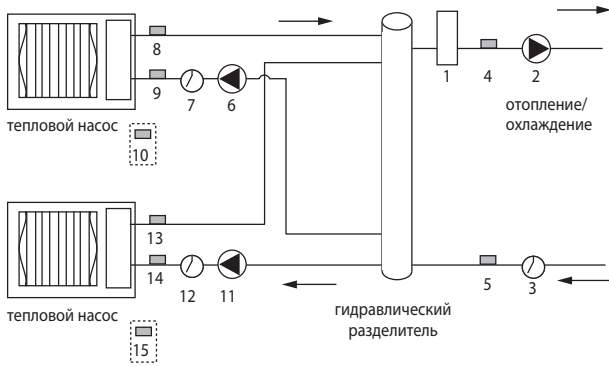 8
9
7
6
1
4
2
тепловой насос
10
отопление/
охлаждение
13
14
12
11
5
3
тепловой насос
15
гидравлический
разделитель